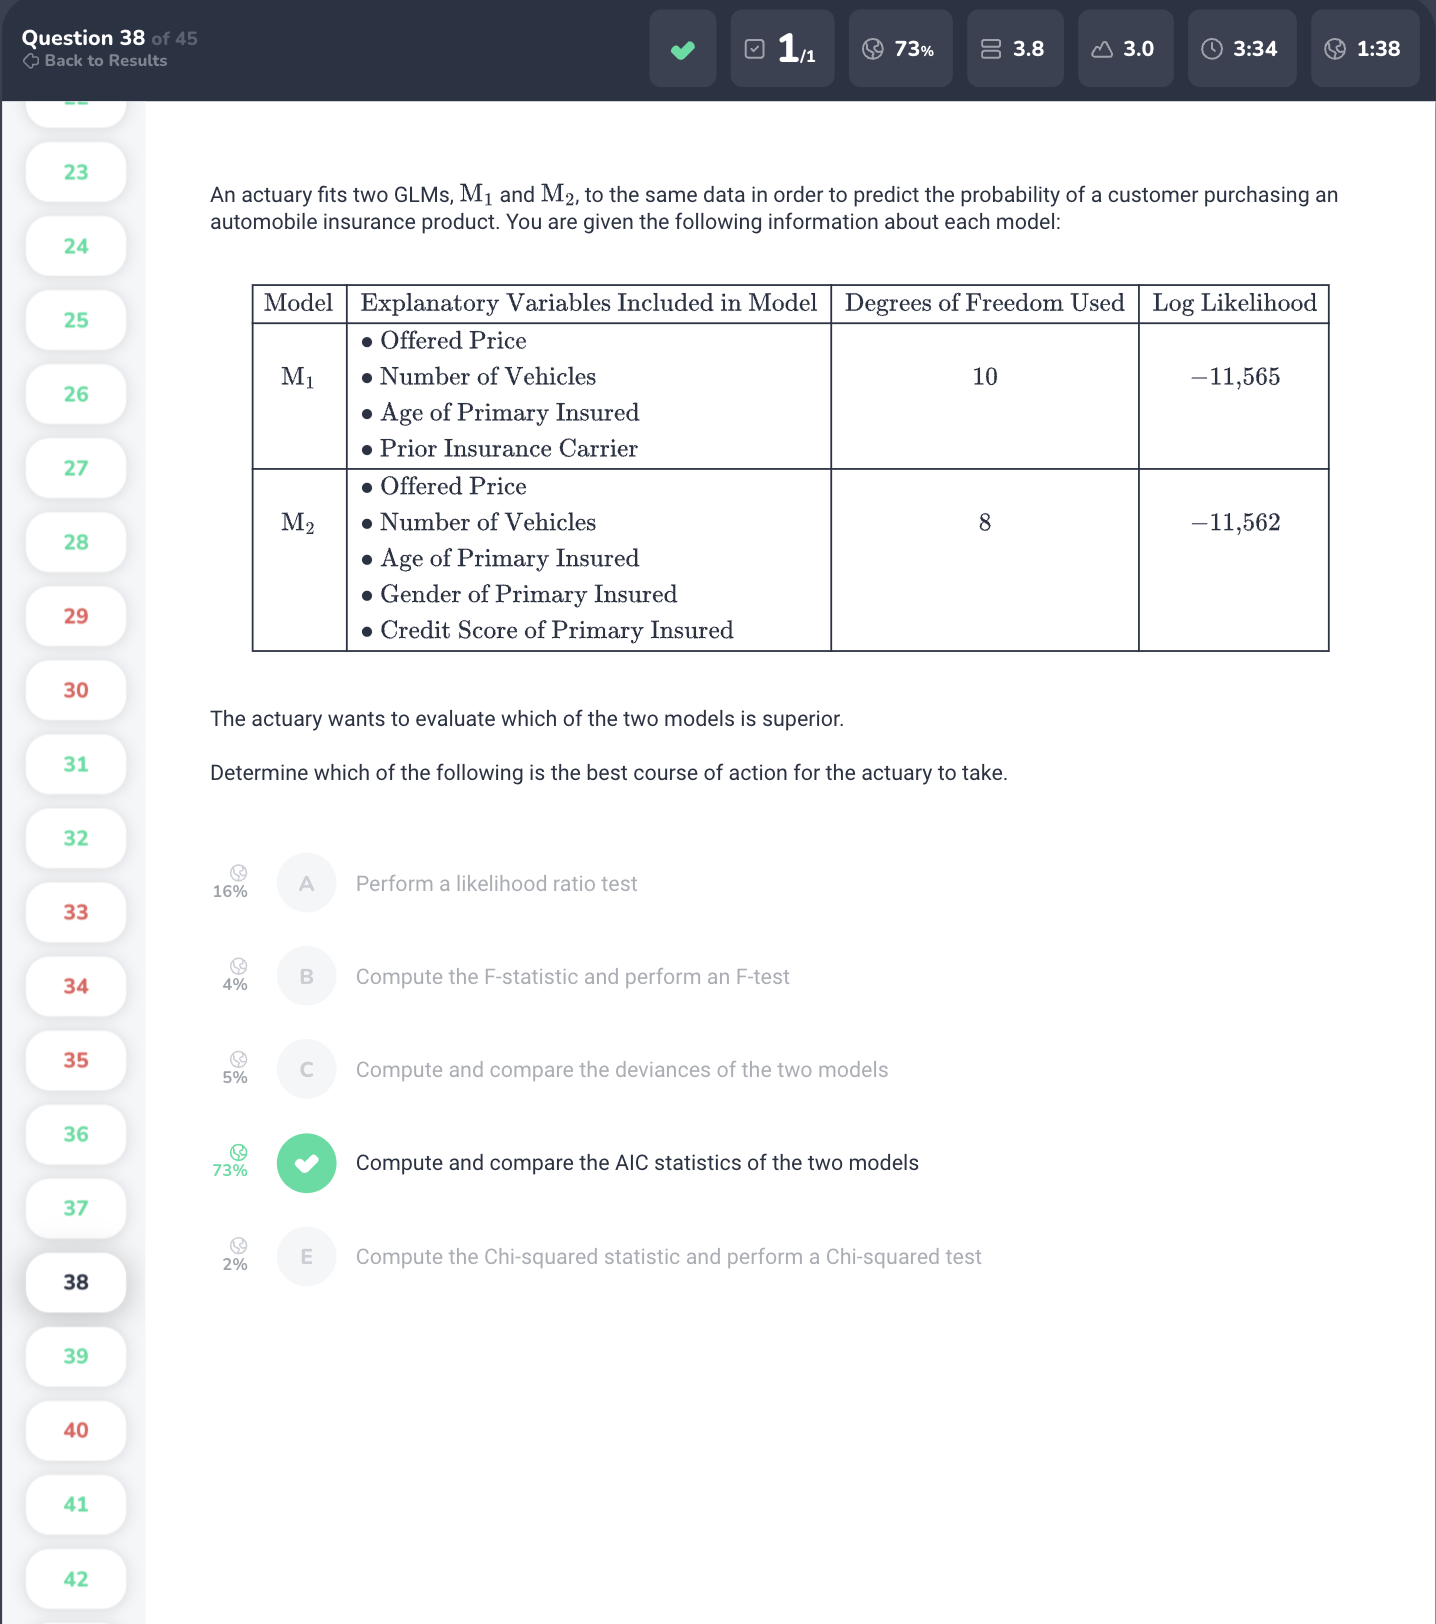 Question 38 of 45
Back to Results
1/1
73%
3.8
3.0
3:34
1:38
23
24
25
26
27
28
29
30
31
32
33
34
35
36
37
38
39
40
41
42
An actuary fits two GLMs, M1 and M2, to the same data in order to predict the probability of a customer purchasing an
automobile insurance product. You are given the following information about each model:
Model Explanatory Variables Included in Model Degrees of Freedom Used Log Likelihood
• Offered Price
M1 • Number of Vehicles 10 −11,565
• Age of Primary Insured
• Prior Insurance Carrier
• Offered Price
M2 • Number of Vehicles 8 −11,562
• Age of Primary Insured
• Gender of Primary Insured
• Credit Score of Primary Insured
The actuary wants to evaluate which of the two models is superior.
Determine which of the following is the best course of action for the actuary to take.
16% A Perform a likelihood ratio test
4% B Compute the F-statistic and perform an F-test
5% C Compute and compare the deviances of the two models
73% Compute and compare the AIC statistics of the two models
2% E Compute the Chi-squared statistic and perform a Chi-squared test